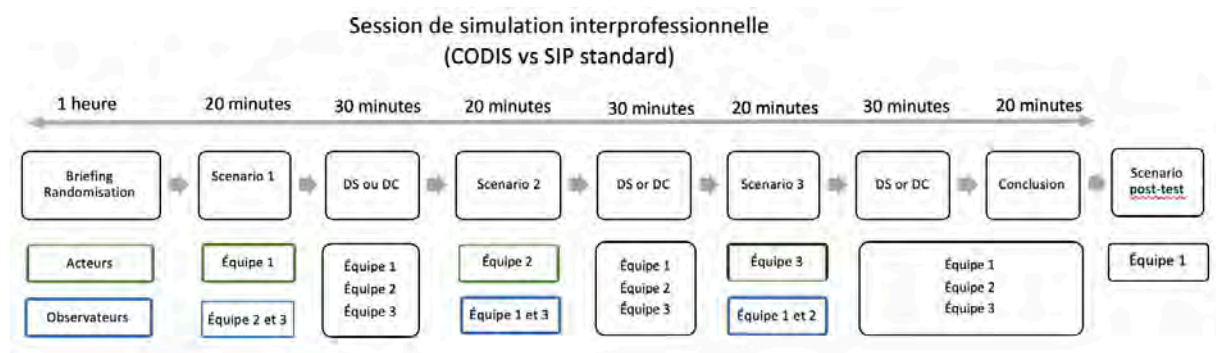 Session de simulation interprofessionnelle
(CODIS vs SIP standard)
1 heure
20 minutes
30 minutes
20 minutes
30 minutes
20 minutes
30 minutes
20 minutes
Briefing
Randomisation
Scenario 1
DS ou DC
Scenario 2
DS or DC
Scenario 3
DS or DC
Conclusion
Scenario
post-test
Acteurs
Équipe 1
Équipe 1
Équipe 2
Équipe 3
Équipe 2
Équipe 1
Équipe 2
Équipe 3
Équipe 3
Équipe 1
Équipe 2
Équipe 3
Équipe 1
Observateurs
Équipe 2 et 3
Équipe 1 et 3
Équipe 1 et 2